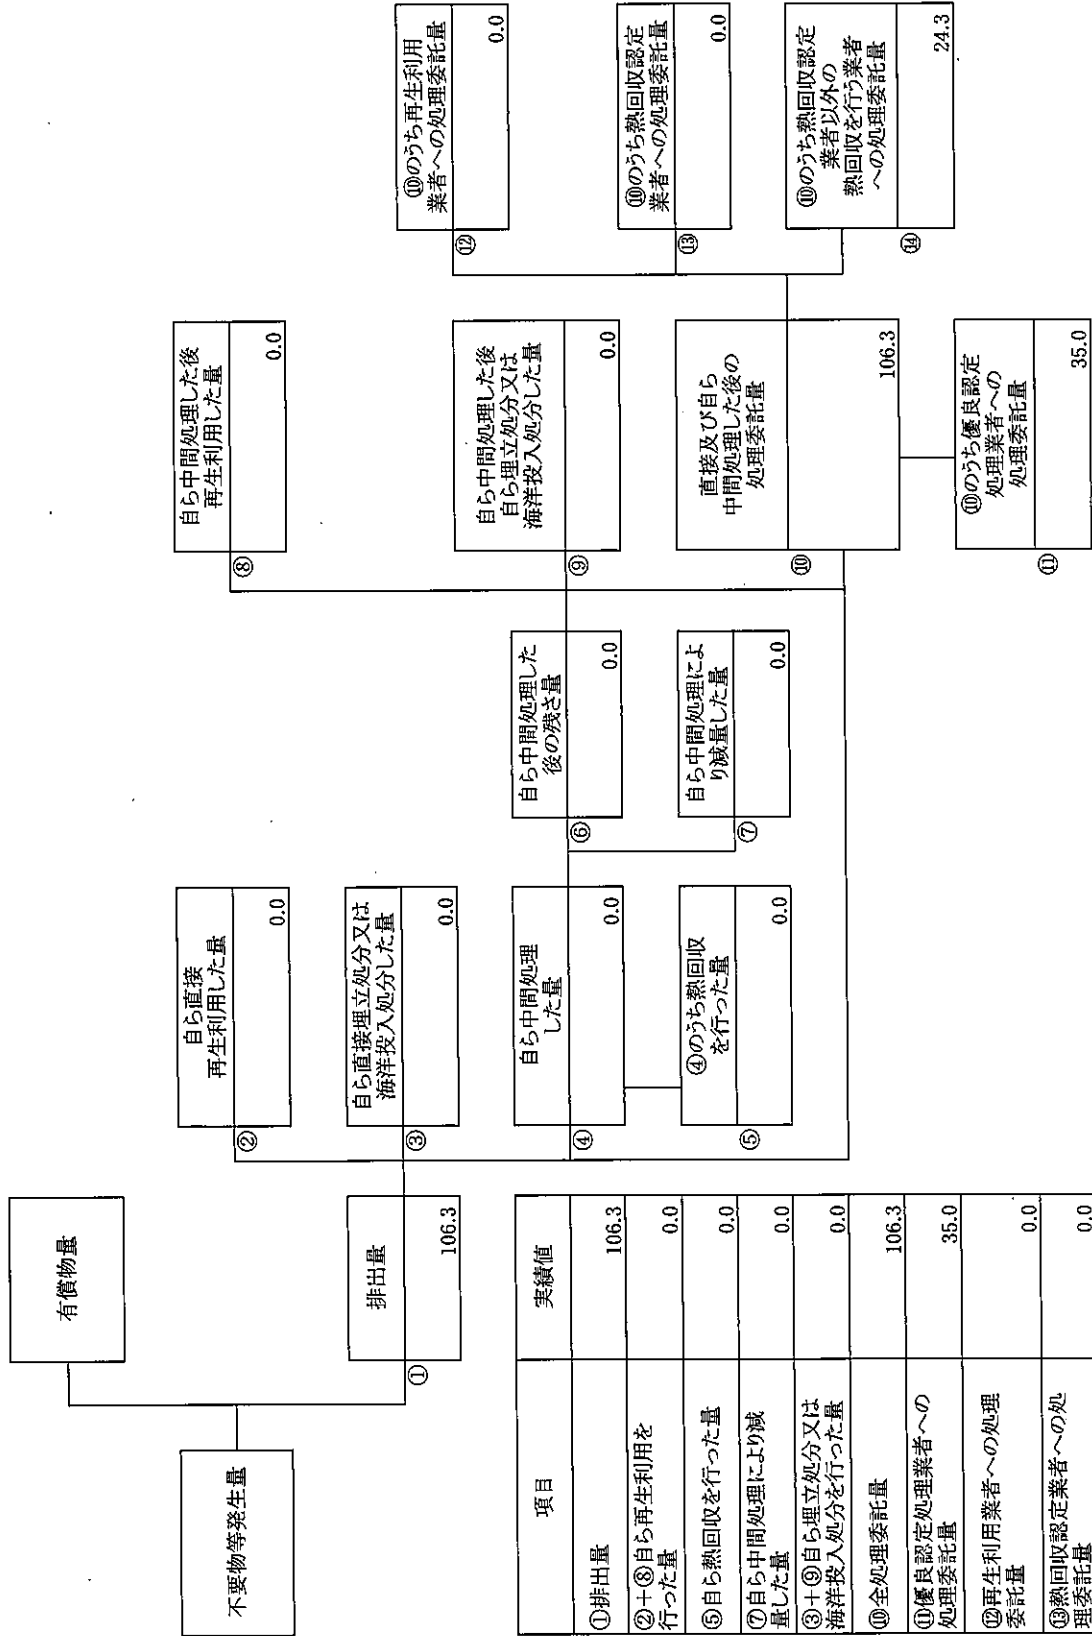 不要物等発生量
有償物量
排出量
①
106.3
自ら直接
再生利用した量
②
0.0
自ら直接埋立処分又は
海洋投入処分した量
③
0.0
自ら中間処理
した量
④
0.0
④のうち熱回収
を行った量
⑤
0.0
自ら中間処理した
後の残さ量
⑥
0.0
自ら中間処理によ
り減量した量
⑦
0.0
自ら中間処理した後
再生利用した量
⑧
0.0
自ら中間処理した後
自ら埋立処分又は
海洋投入処分した量
⑨
0.0
直接及び自ら
中間処理した後の
処理委託量
⑩
106.3
⑩のうち優良認定
処理業者への
処理委託量
⑪
35.0
⑩のうち再生利用
業者への処理委託量
⑫
0.0
⑩のうち熱回収認定
業者への処理委託量
⑬
0.0
⑩のうち熱回収認定
業者以外の
熱回収を行う業者
への処理委託量
⑭
24.3
項目 実績値
①排出量 106.3
②+⑧自ら再生利用を
行った量 0.0
⑤自ら熱回収を行った量 0.0
⑦自ら中間処理により減
量した量 0.0
③+⑨自ら埋立処分又は
海洋投入処分を行った量 0.0
⑩全処理委託量 106.3
⑪優良認定処理業者への
処理委託量 35.0
⑫再生利用業者への処理
委託量 0.0
⑬熱回収認定業者への処
理委託量 0.0